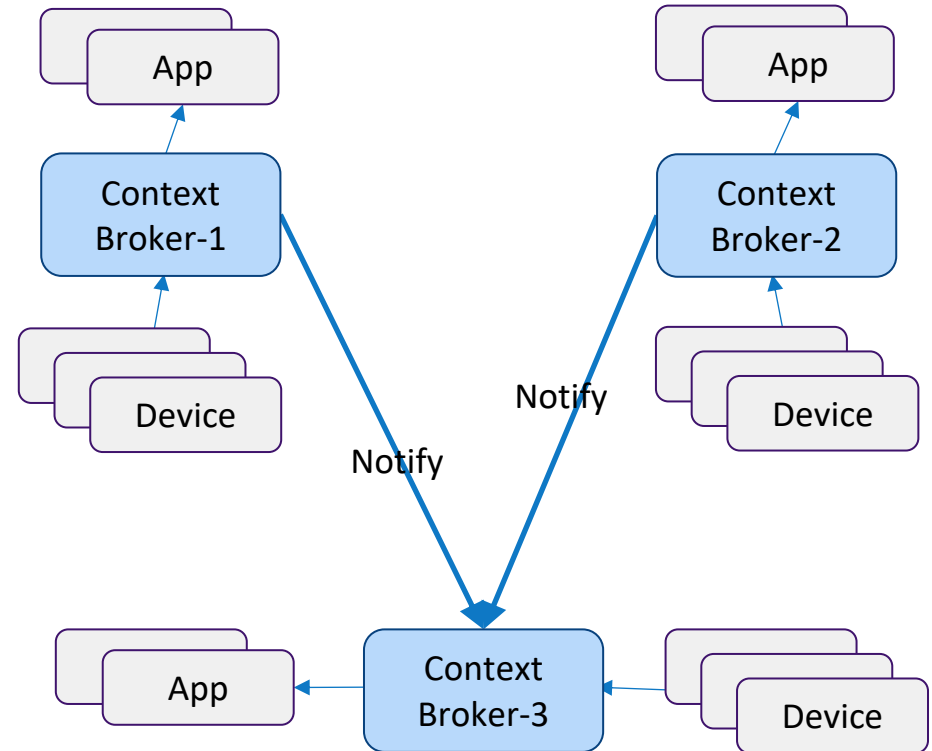 App
App
Context
Broker-1
Context
Broker-2
Device
Device
Notify
Notify
App
Context
Broker-3
Device